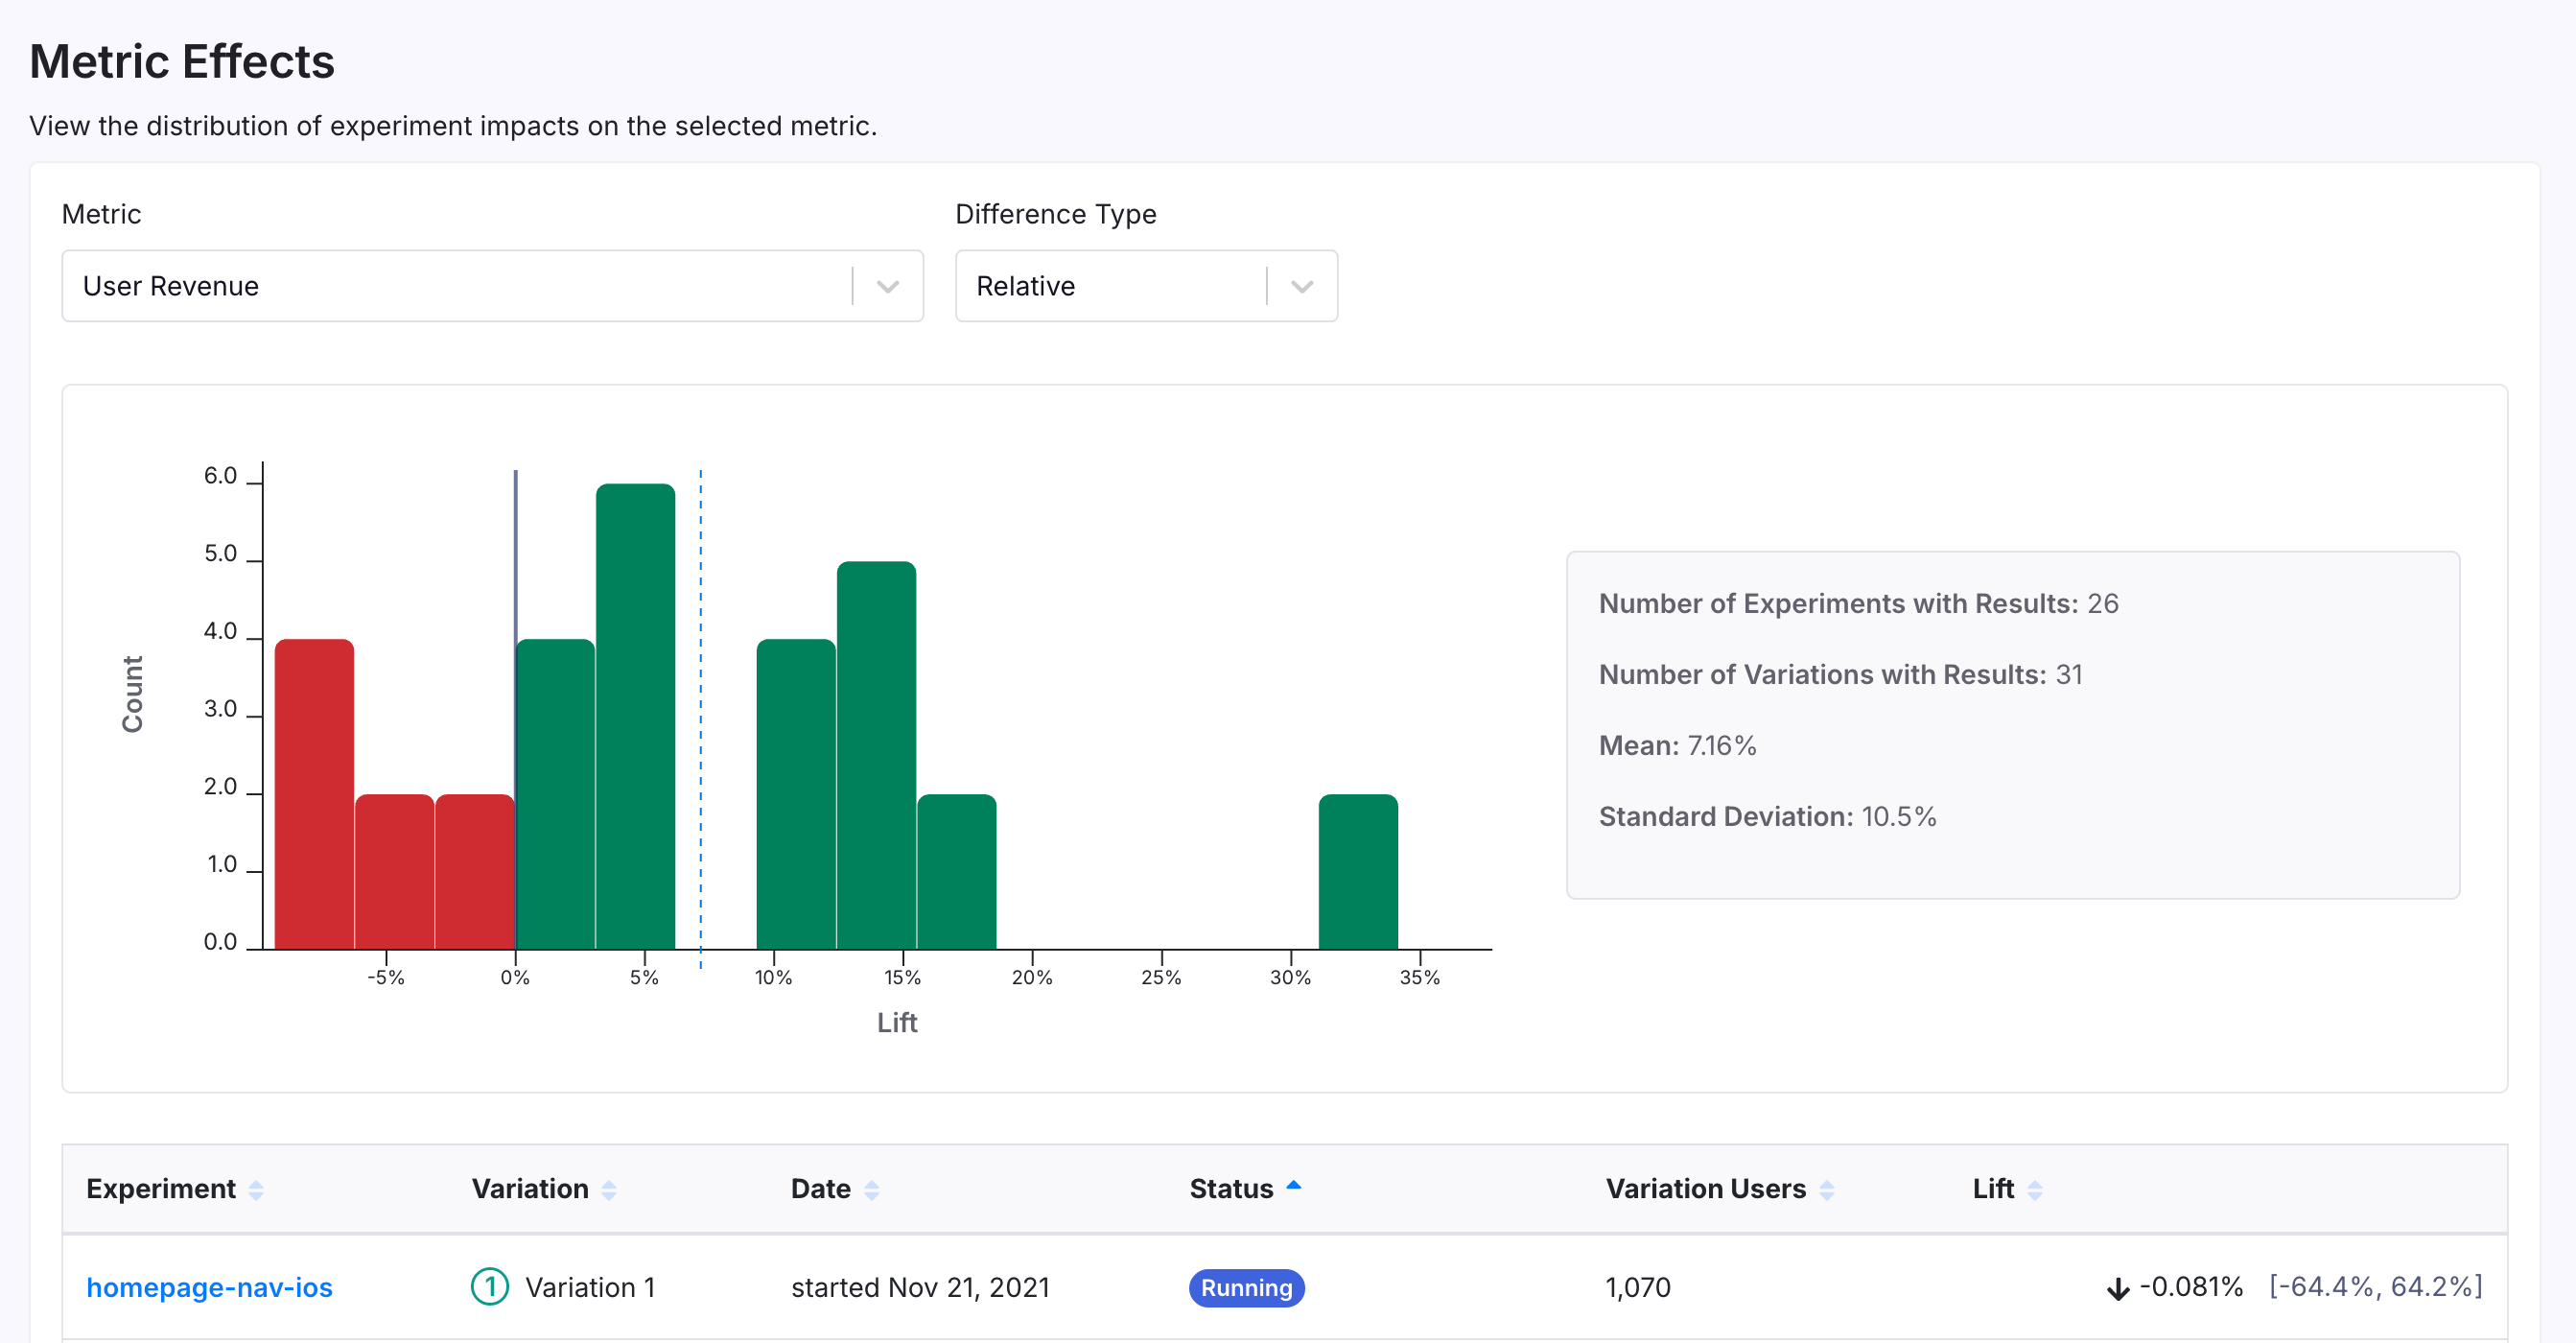 Metric Effects
View the distribution of experiment impacts on the selected metric.
Metric
Difference Type
User Revenue
Relative
6.0
5.0
4.0
3.0
2.0
1.0
0.0
Count
-5% 0% 5% 10% 15% 20% 25% 30% 35%
Lift
Number of Experiments with Results: 26
Number of Variations with Results: 31
Mean: 7.16%
Standard Deviation: 10.5%
Experiment Variation Date Status Variation Users Lift
homepage-nav-ios 1 Variation 1 started Nov 21, 2021 Running 1,070 -0.081% [-64.4%, 64.2%]